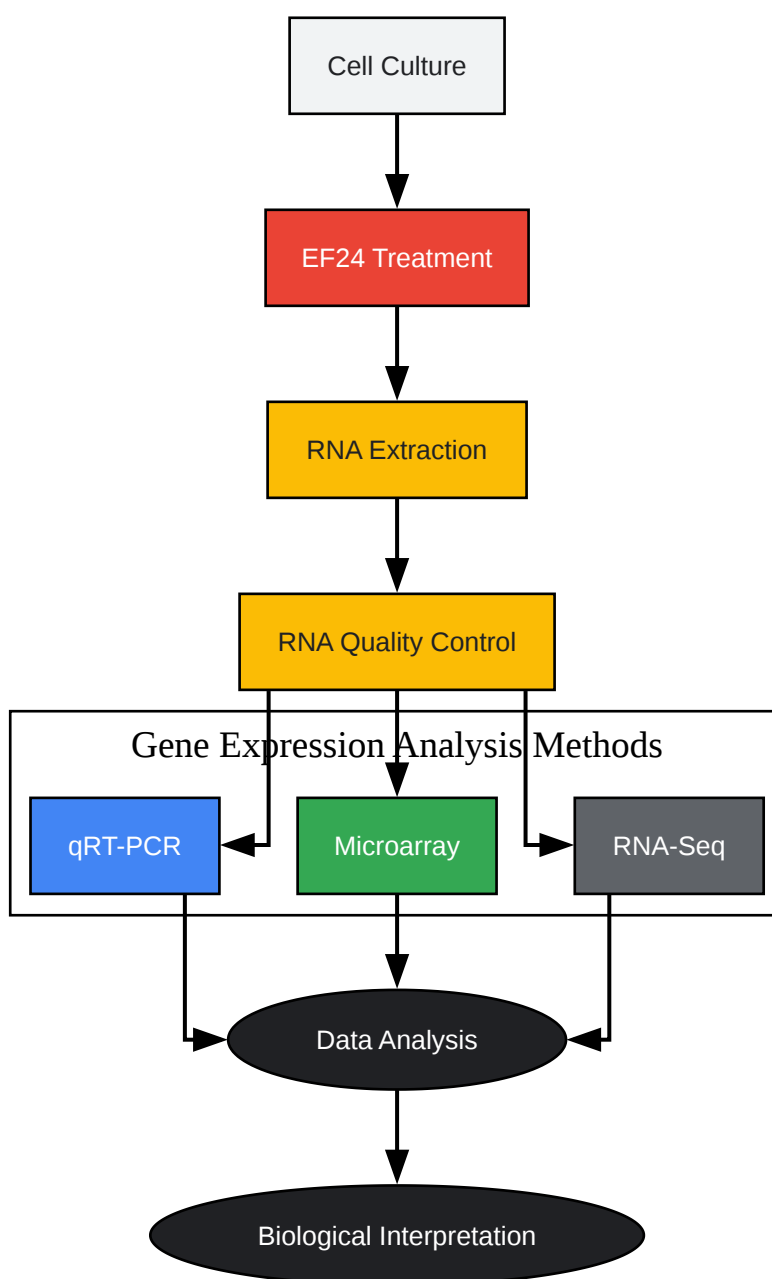 Cell Culture
EF24 Treatment
RNA Extraction
RNA Quality Control
Gene Expression Analysis Methods
qRT-PCR
Microarray
RNA-Seq
Data Analysis
Biological Interpretation